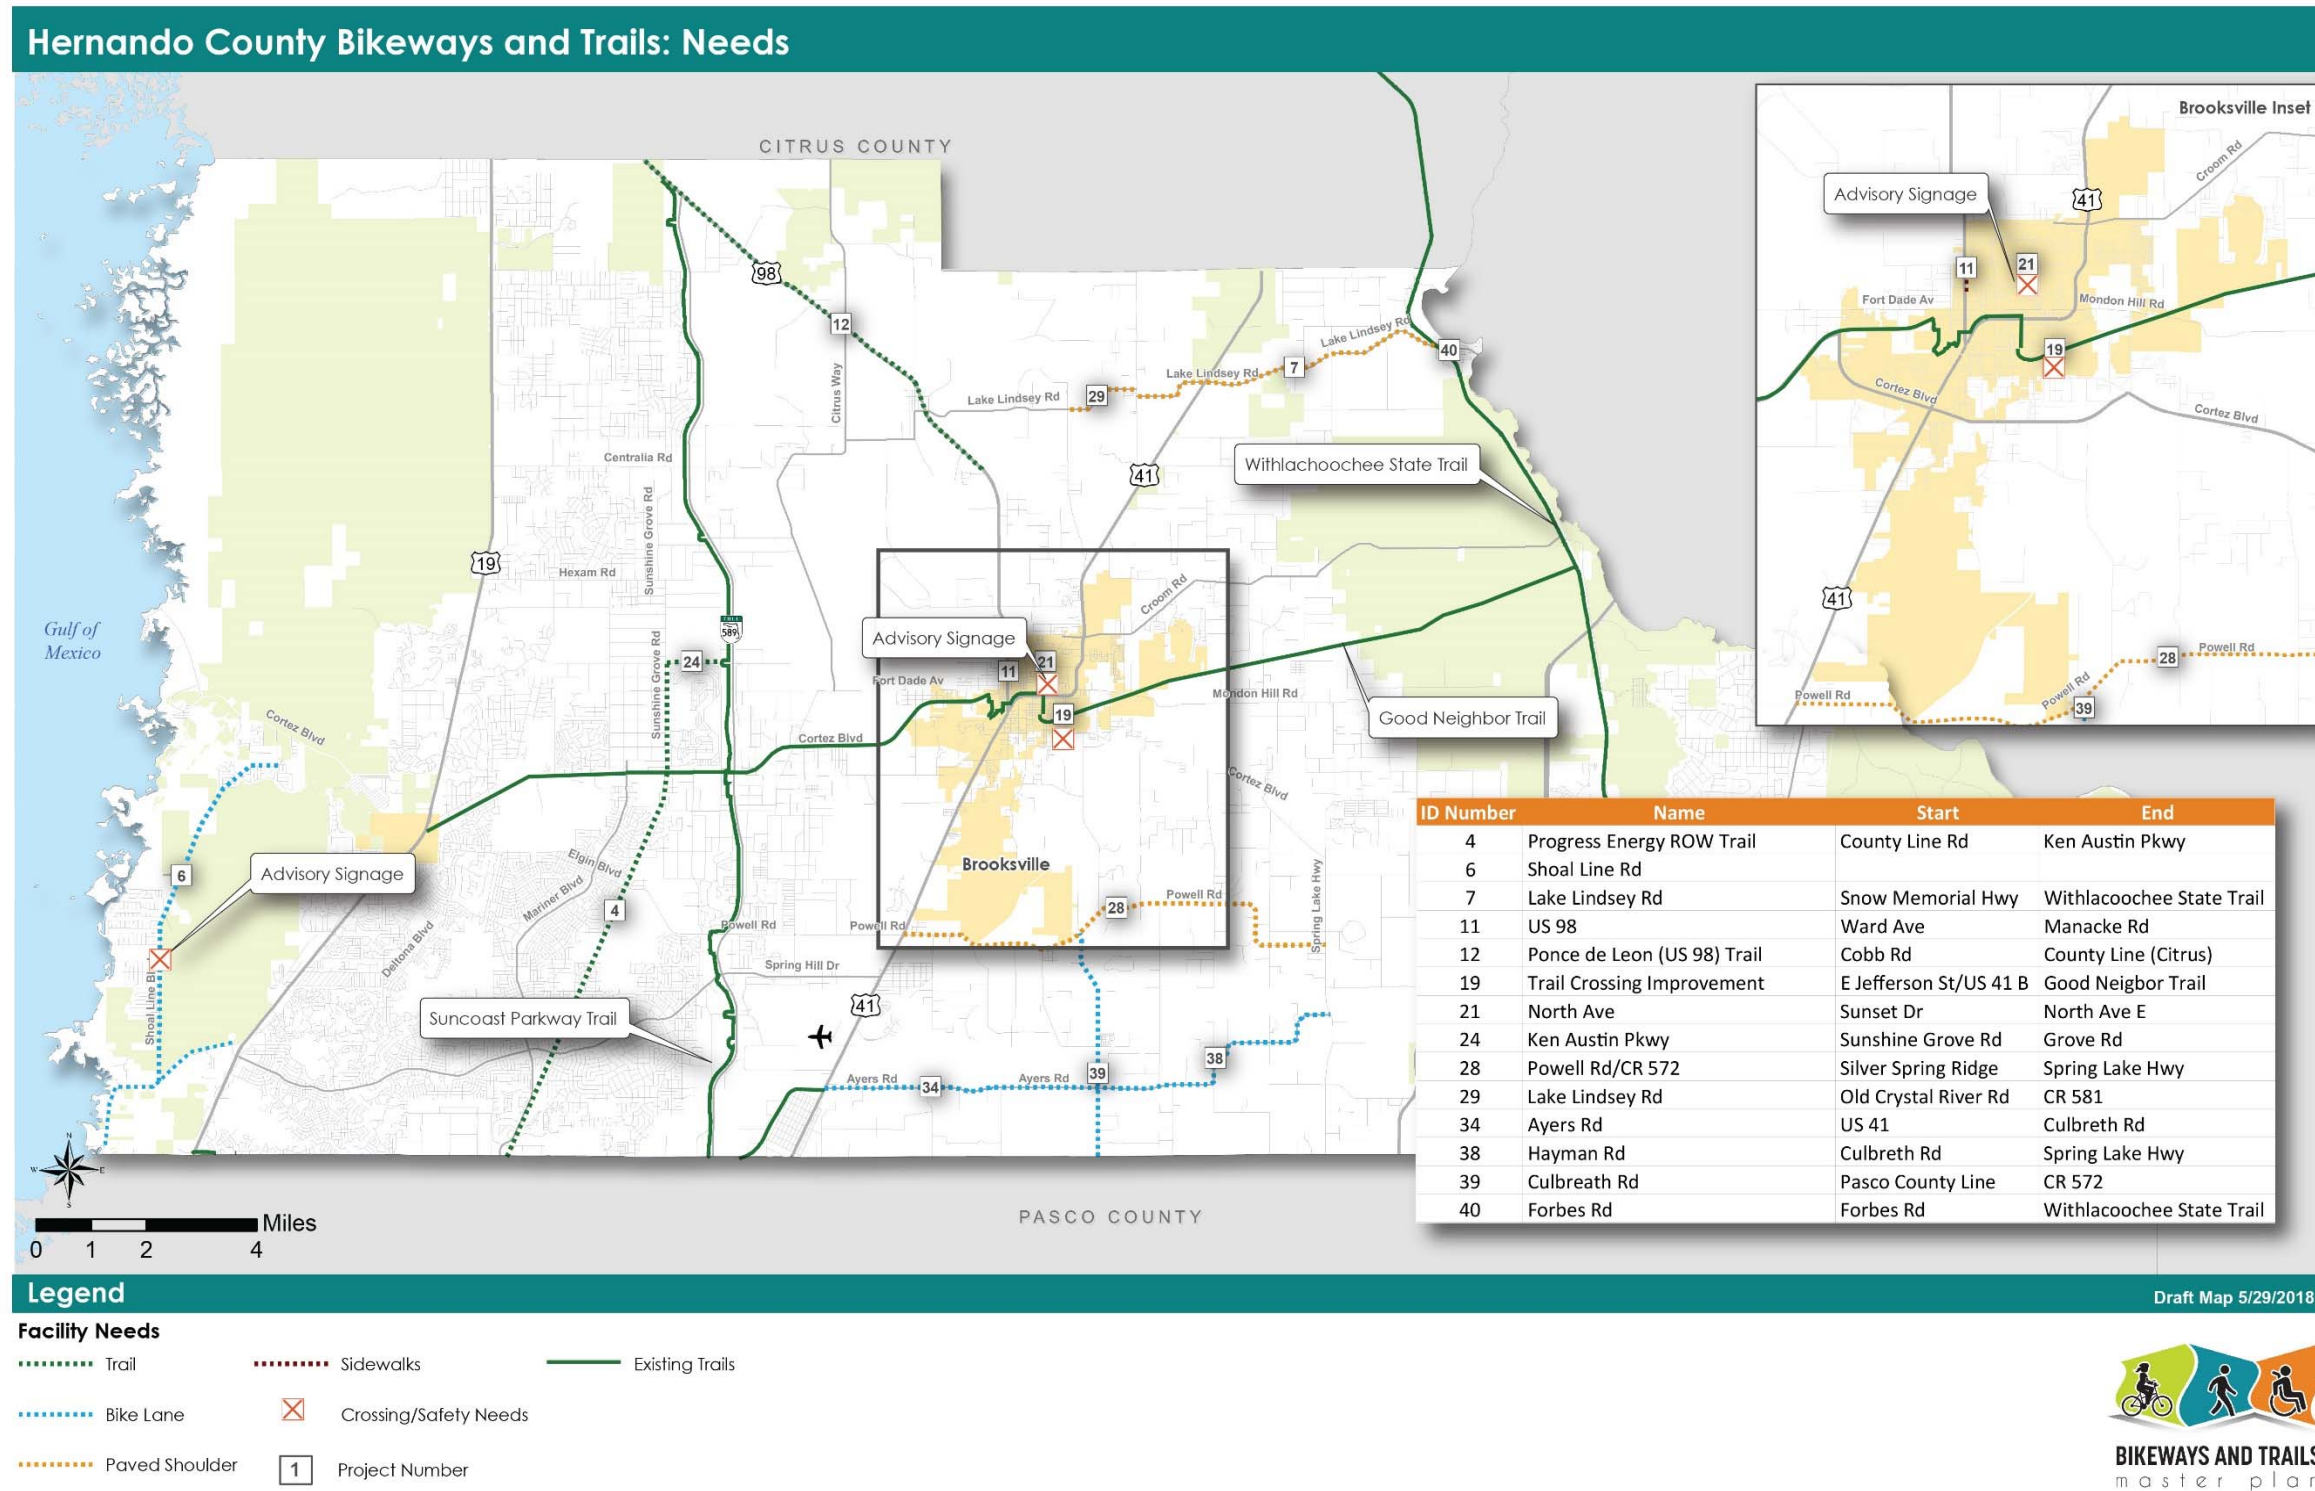 Hernando County Bikeways and Trails: Needs
CITRUS COUNTY
Brooksville Inset
Croom Rd
Advisory Signage
41
11
21
Fort Dade Av
Mondon Hill Rd
19
Cortez Blvd
Cortez Blvd
41
28
Powell Rd
Powell Rd
Powell Rd
39
98
12
Citrus Way
Lake Lindsey Rd
40
7
Lake Lindsey Rd
29
Lake Lindsey Rd
Centralia Rd
Sunshine Grove Rd
41
Withlachoochee State Trail
19
Hexam Rd
Croom Rd
Gulf of
Mexico
TOLL
589
Advisory Signage
24
Sunshine Grove Rd
11
21
Fort Dade Av
Mondon Hill Rd
19
Good Neighbor Trail
Cortez Blvd
Cortez Blvd
Cortez Blvd
6
Advisory Signage
Elgin Blvd
Mariner Blvd
4
Deltona Blvd
Brooksville
28
Powell Rd
Powell Rd
Powell Rd
Spring Lake Hwy
Spring Hill Dr
Shoal Line Bl
Suncoast Parkway Trail
41
38
39
Ayers Rd
34
Ayers Rd
ID Number Name Start End
4 Progress Energy ROW Trail County Line Rd Ken Austin Pkwy
6 Shoal Line Rd
7 Lake Lindsey Rd Snow Memorial Hwy Withlacoochee State Trail
11 US 98 Ward Ave Manacke Rd
12 Ponce de Leon (US 98) Trail Cobb Rd County Line (Citrus)
19 Trail Crossing Improvement E Jefferson St/US 41 B Good Neigbor Trail
21 North Ave Sunset Dr North Ave E
24 Ken Austin Pkwy Sunshine Grove Rd Grove Rd
28 Powell Rd/CR 572 Silver Spring Ridge Spring Lake Hwy
29 Lake Lindsey Rd Old Crystal River Rd CR 581
34 Ayers Rd US 41 Culbreth Rd
38 Hayman Rd Culbreth Rd Spring Lake Hwy
39 Culbreath Rd Pasco County Line CR 572
40 Forbes Rd Forbes Rd Withlacoochee State Trail
N
W E
S
Miles
0 1 2 4
PASCO COUNTY
Legend
Draft Map 5/29/2018
Facility Needs
Trail
Sidewalks
Existing Trails
Bike Lane
Crossing/Safety Needs
Paved Shoulder
1 Project Number
BIKEWAYS AND TRAILS
master plan